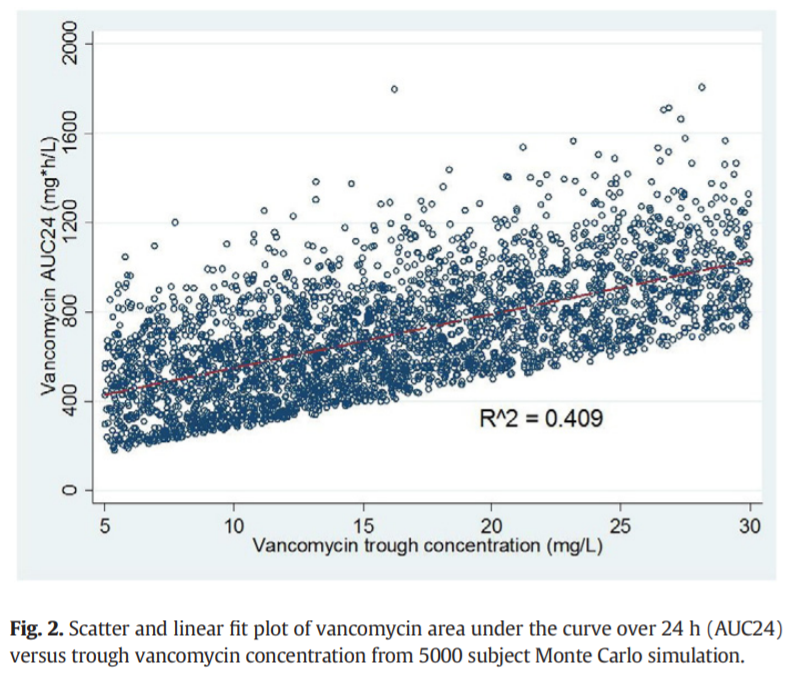 Vancomycin AUC24 (mg*h/L)
2000
1600
1200
800
400
0
R^2 = 0.409
5 10 15 20 25 30
Vancomycin trough concentration (mg/L)
Fig. 2. Scatter and linear fit plot of vancomycin area under the curve over 24 h (AUC24)
versus trough vancomycin concentration from 5000 subject Monte Carlo simulation.